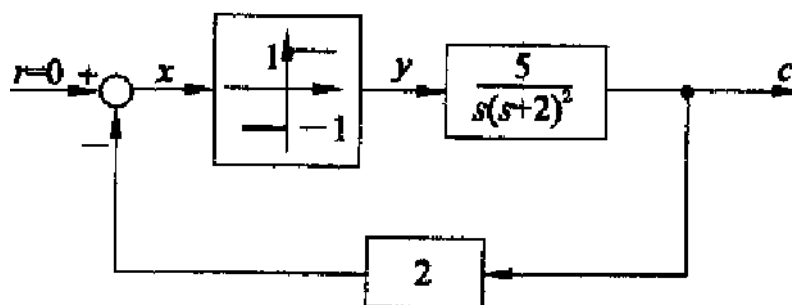 r=0 + x 1 y 5 c
s(s+2)²
− −1
2